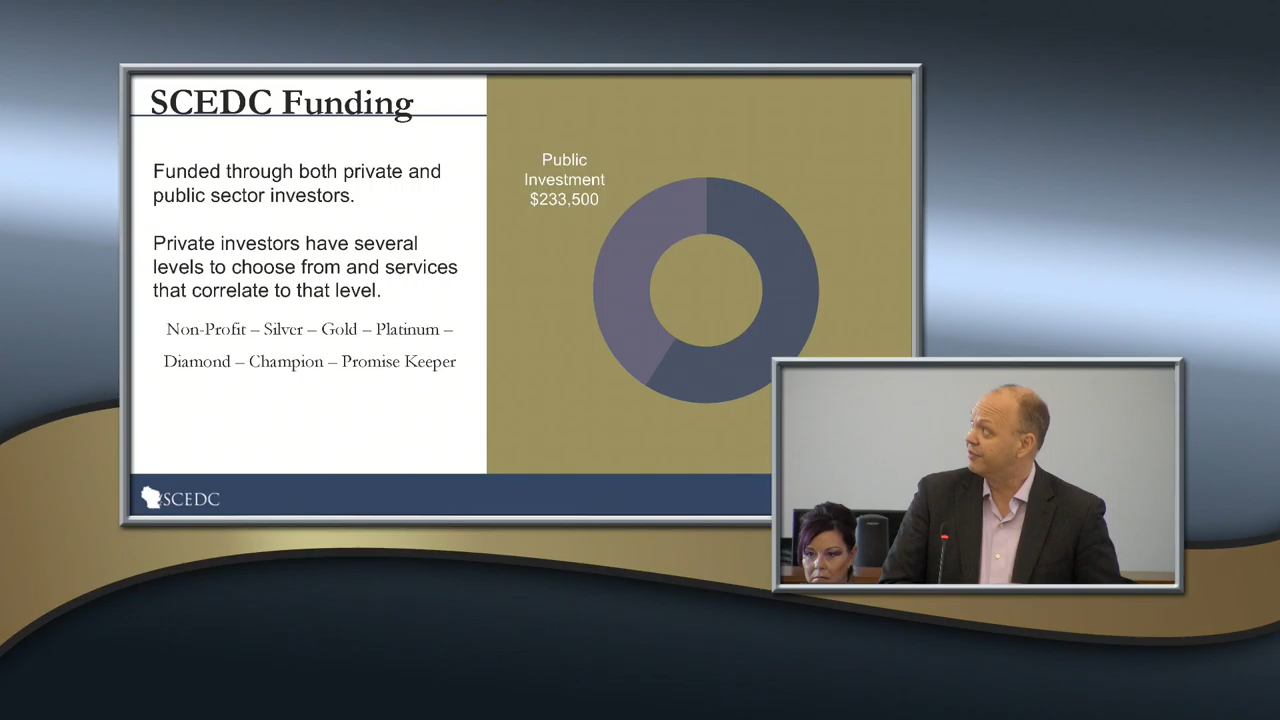 SCEDC Funding
Funded through both private and
public sector investors.
Private investors have several
levels to choose from and services
that correlate to that level.
Non-Profit – Silver – Gold – Platinum –
Diamond – Champion – Promise Keeper
Public
Investment
$233,500
SCEDC